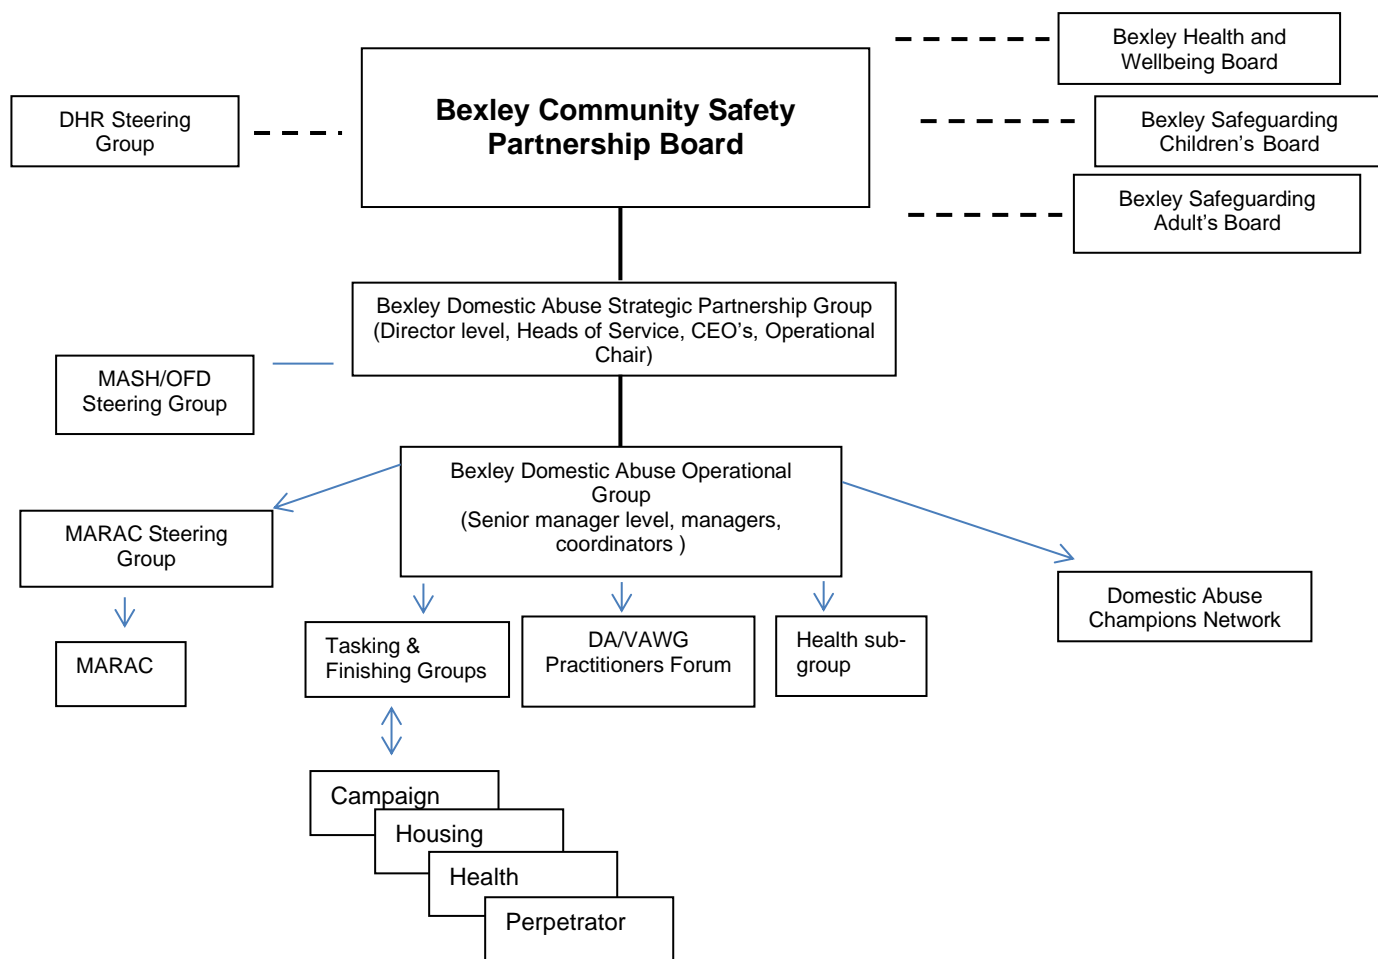 Bexley Health and
Wellbeing Board
Bexley Community Safety
Partnership Board
DHR Steering
Group
Bexley Safeguarding
Children's Board
Bexley Safeguarding
Adult's Board
Bexley Domestic Abuse Strategic Partnership Group
(Director level, Heads of Service, CEO's, Operational
Chair)
MASH/OFD
Steering Group
Bexley Domestic Abuse Operational
Group
(Senior manager level, managers,
coordinators )
MARAC Steering
Group
Domestic Abuse
Champions Network
MARAC
Tasking &
Finishing Groups
DA/VAWG
Practitioners Forum
Health sub-
group
Campaign
Housing
Health
Perpetrator